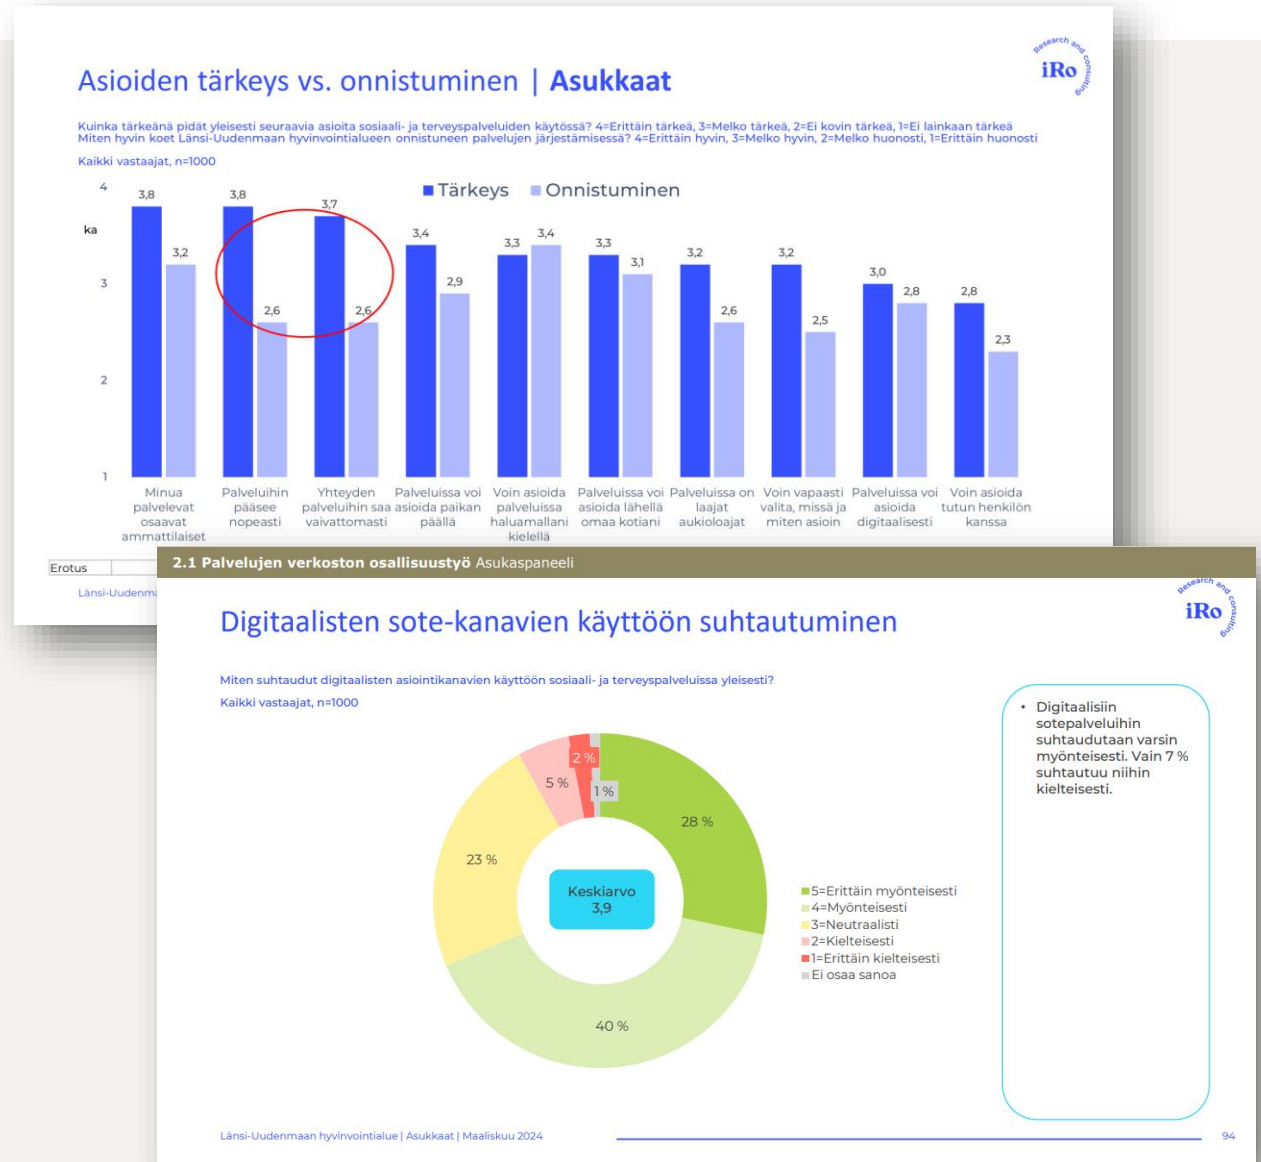 Asioiden tärkeys vs. onnistuminen | Asukkaat
Research and consulting
iRo
Kuinka tärkeänä pidät yleisesti seuraavia asioita sosiaali- ja terveyspalveluiden käytössä? 4=Erittäin tärkeä, 3=Melko tärkeä, 2=Ei kovin tärkeä, 1=Ei lainkaan tärkeä
Miten hyvin koet Länsi-Uudenmaan hyvinvointialueen onnistuneen palvelujen järjestämisessä? 4=Erittäin hyvin, 3=Melko hyvin, 2=Melko huonosti, 1=Erittäin huonosti
Kaikki vastaajat, n=1000
Tärkeys Onnistuminen
4
ka
3
2
1
3,8 3,2
3,8 2,6
3,7 2,6
3,4 2,9
3,3 3,4
3,3 3,1
3,2 2,6
3,2 2,5
3,0 2,8
2,8 2,3
Minua
palvelevat
osaavat
ammattilaiset
Palveluihin
pääsee
nopeasti
Yhteyden
palveluihin saa
vaivattomasti
Palveluissa voi
asioida paikan
päällä
Voin asioida
palveluissa
haluamallani
kielellä
Palveluissa voi
asioida lähellä
omaa kotiani
Palveluissa on
laajat
aukioloajat
Voin vapaasti
valita, missä ja
miten asioin
Palveluissa voi
asioida
digitaalisesti
Voin asioida
tutun henkilön
kanssa
Erotus
Länsi-Uudenma
2.1 Palvelujen verkoston osallisuustyö Asukaspaneeli
Research and consulting
iRo
Digitaalisten sote-kanavien käyttöön suhtautuminen
Miten suhtaudut digitaalisten asiointikanavien käyttöön sosiaali- ja terveyspalveluissa yleisesti?
Kaikki vastaajat, n=1000
28 %
40 %
23 %
5 %
2 %
1 %
Keskiarvo
3,9
5=Erittäin myönteisesti
4=Myönteisesti
3=Neutraalisti
2=Kielteisesti
1=Erittäin kielteisesti
Ei osaa sanoa
• Digitaalisiin
sotepalveluihin
suhtaudutaan varsin
myönteisesti. Vain 7 %
suhtautuu niihin
kielteisesti.
Länsi-Uudenmaan hyvinvointialue | Asukkaat | Maaliskuu 2024
94